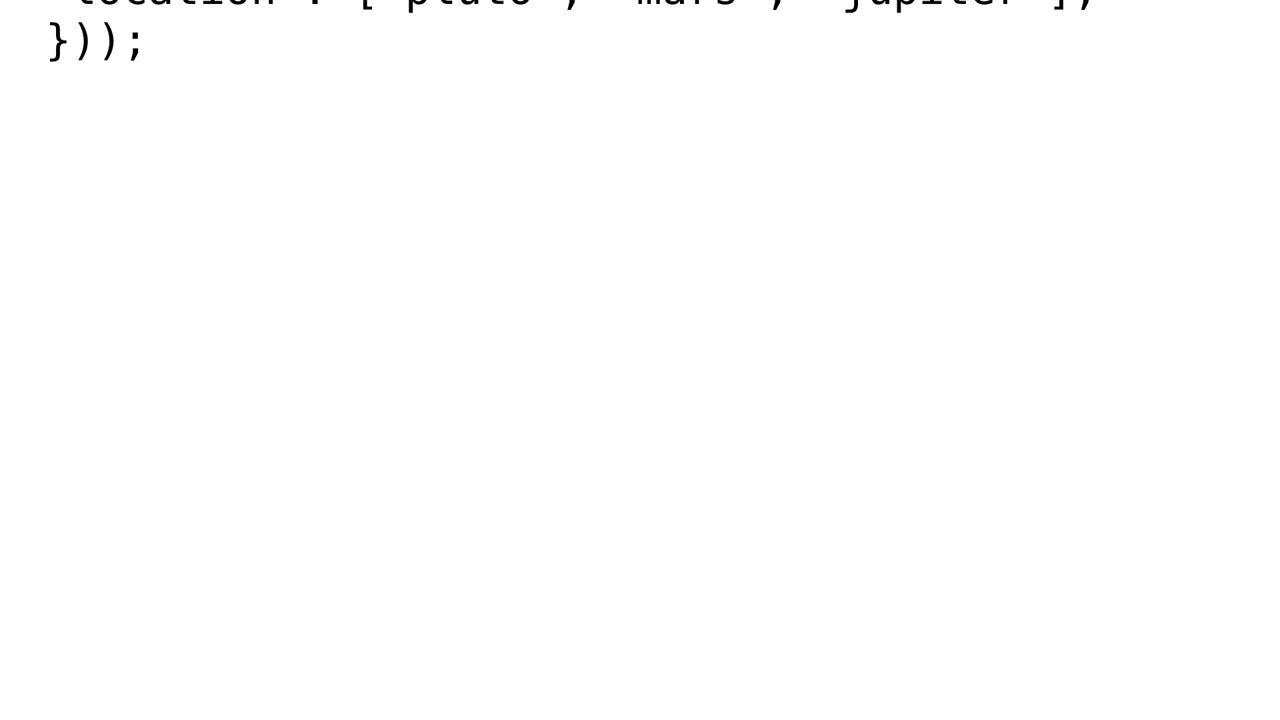 location : [ pluto , mars , jupiter ],
}));